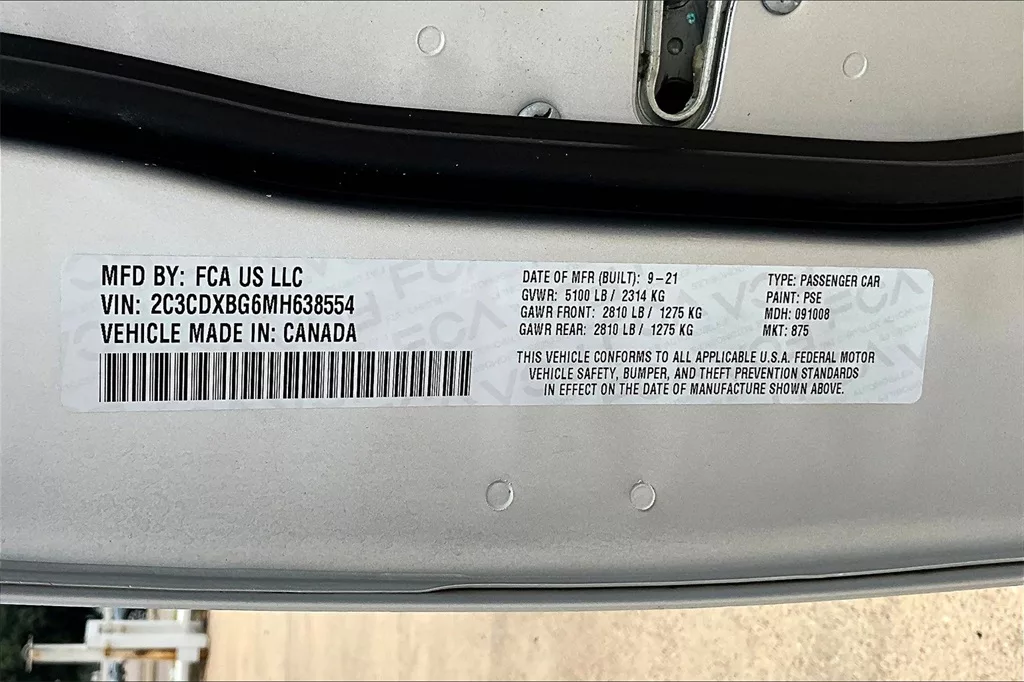 MFD BY: FCA US LLC
VIN: 2C3CDXBG6MH638554
VEHICLE MADE IN: CANADA
DATE OF MFR (BUILT): 9-21
GVWR: 5100 LB / 2314 KG
GAWR FRONT: 2810 LB / 1275 KG
GAWR REAR: 2810 LB / 1275 KG
TYPE: PASSENGER CAR
PAINT: PSE
MDH: 091008
MKT: 875
THIS VEHICLE CONFORMS TO ALL APPLICABLE U.S.A. FEDERAL MOTOR
VEHICLE SAFETY, BUMPER, AND THEFT PREVENTION STANDARDS
IN EFFECT ON THE DATE OF MANUFACTURE SHOWN ABOVE.